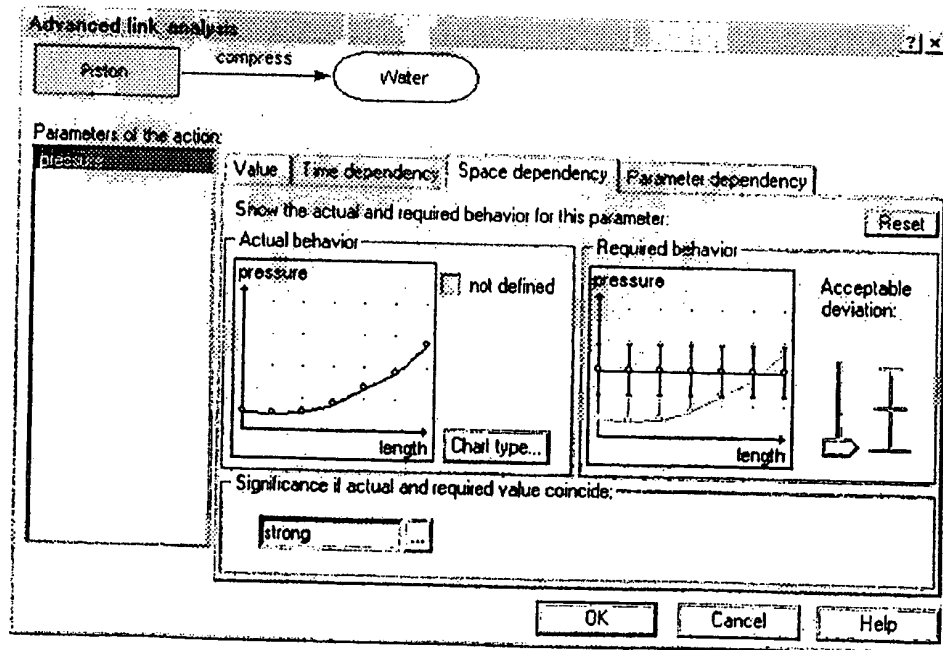 Advanced link analysis
? x
Piston
compress
Water
Parameters of the action:
pressure
Value
Time dependency
Space dependency
Parameter dependency
Show the actual and required behavior for this parameter:
Reset
Actual behavior
pressure
length
not defined
Chart type...
Required behavior
pressure
length
Acceptable
deviation:
Significance if actual and required value coincide:
strong
...
OK
Cancel
Help